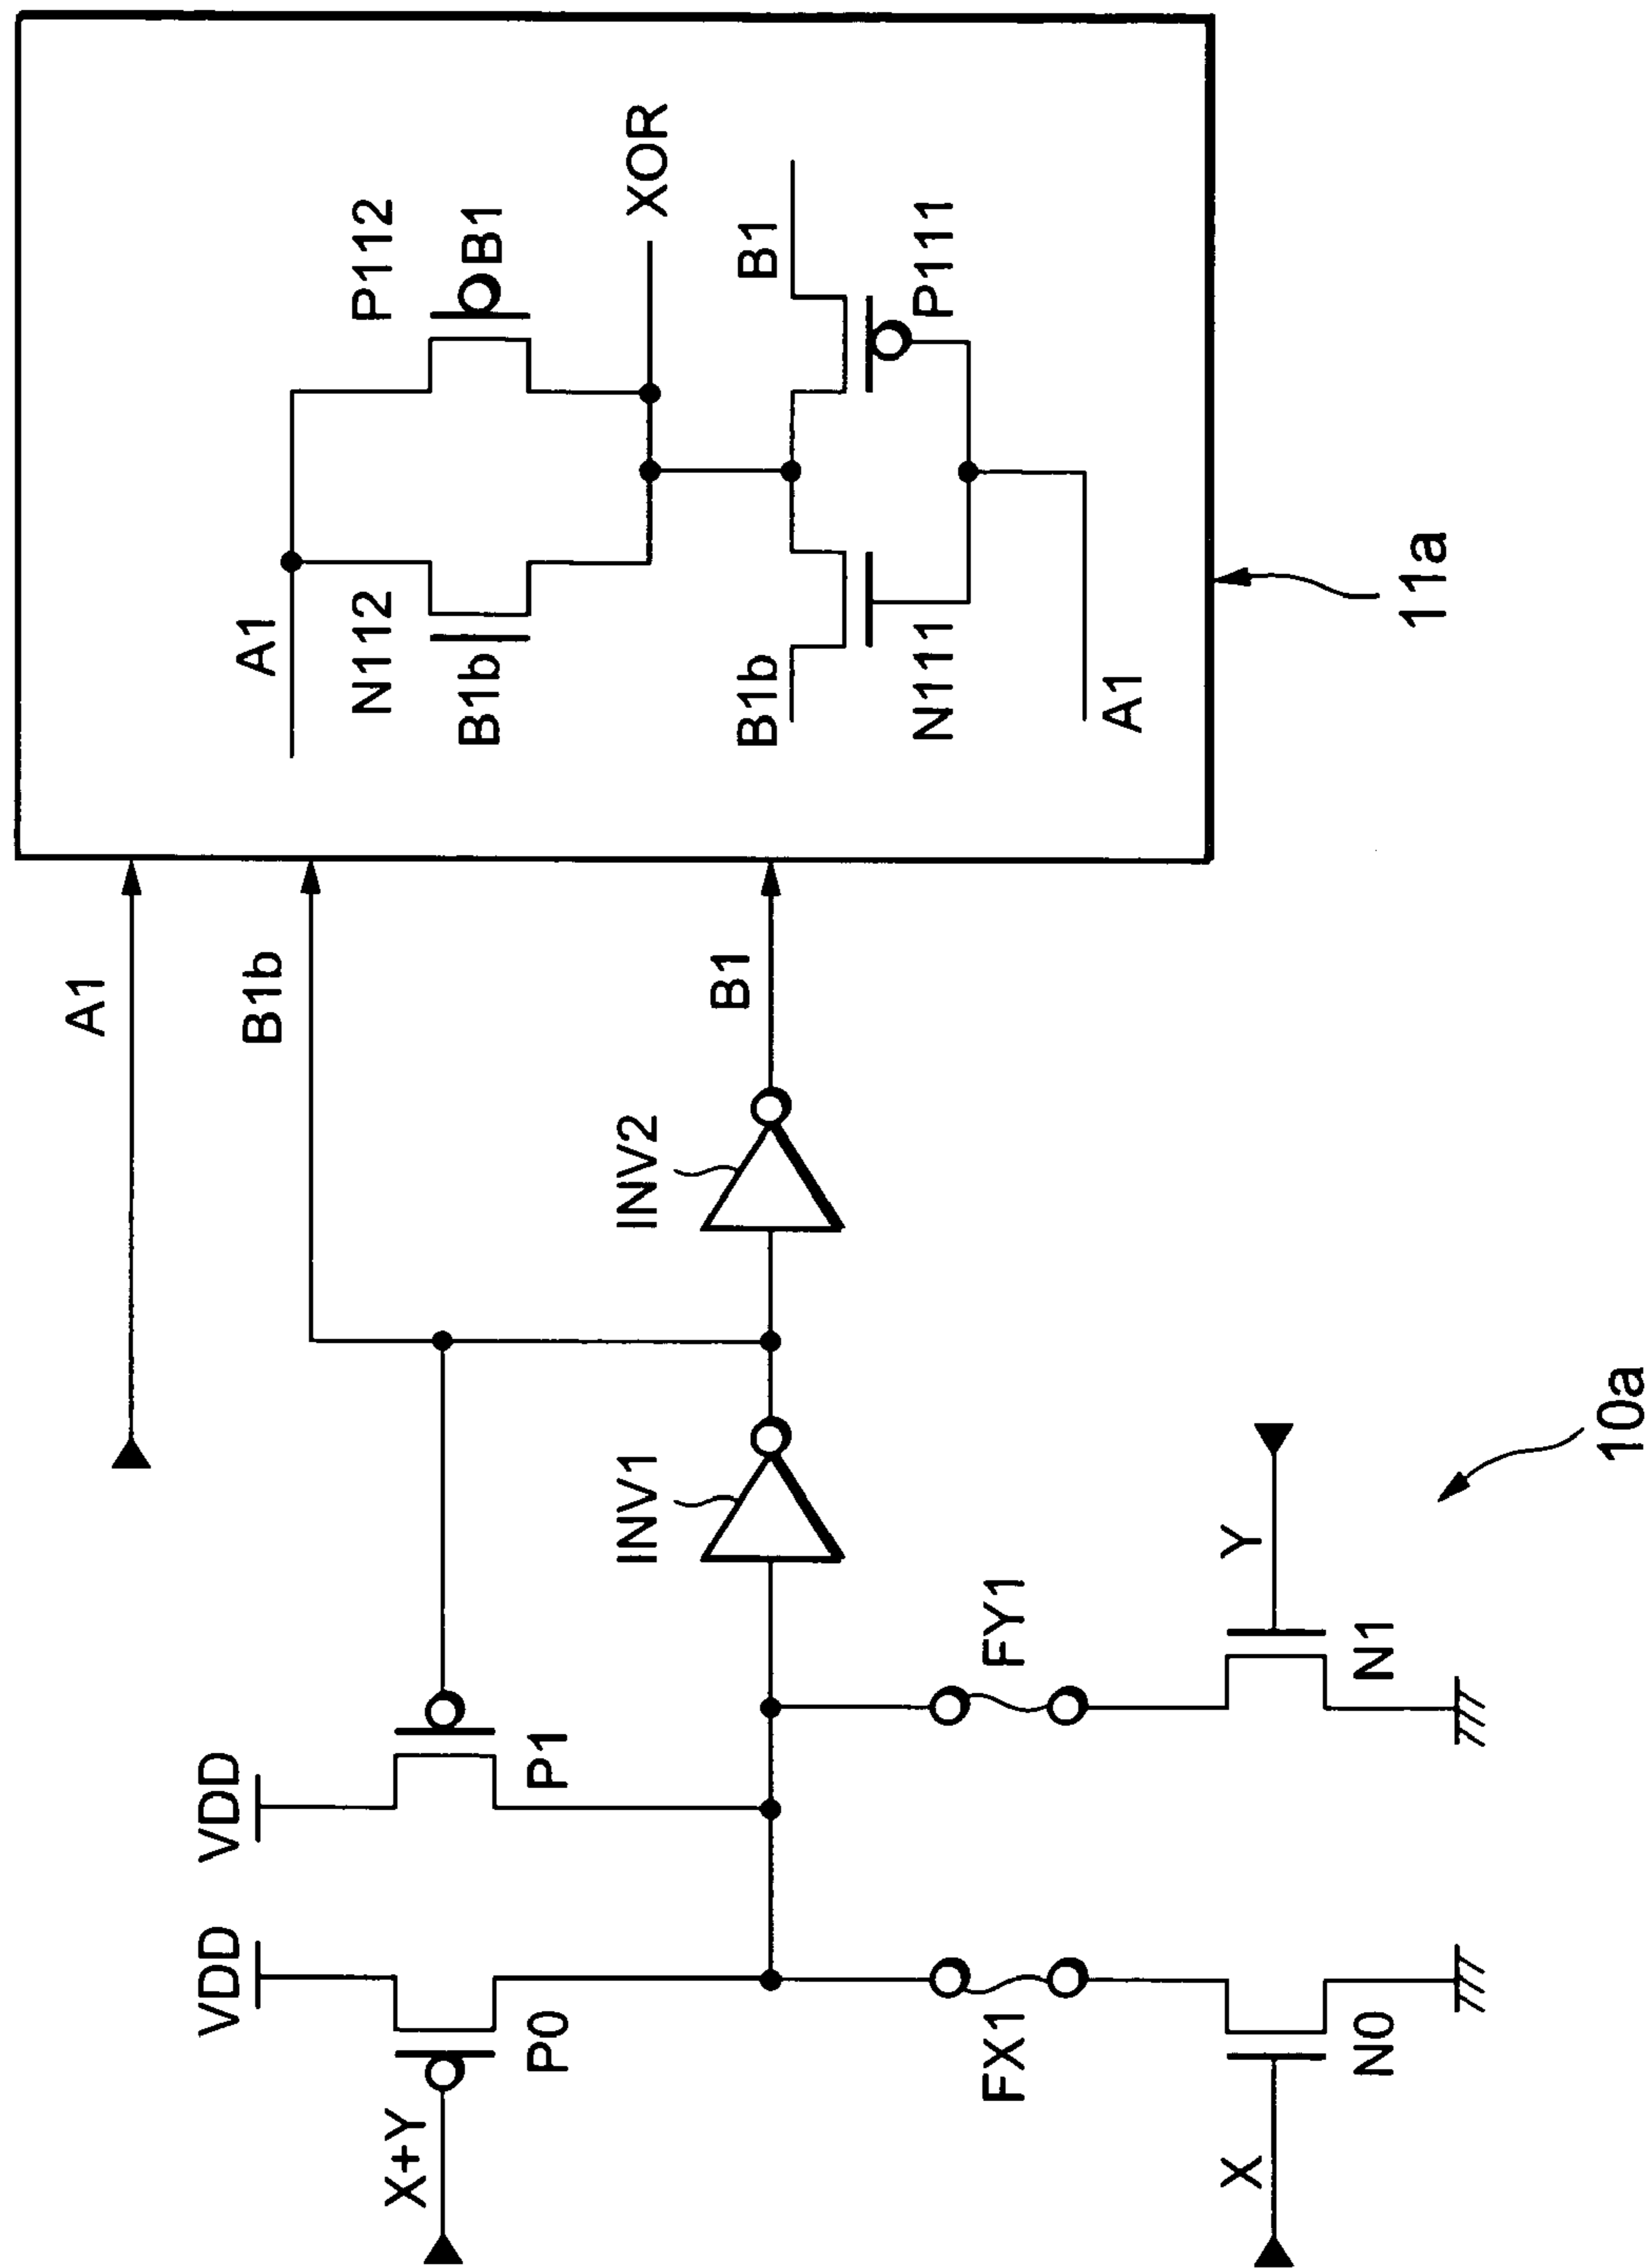 A1
B1b
B1
INV1
INV2
VDD
VDD
X+Y
P0
P1
FX1
FY1
X
N0
Y
N1
10a
A1
N112
B1b
P112
B1
XOR
B1b
B1
N111
P111
A1
11a